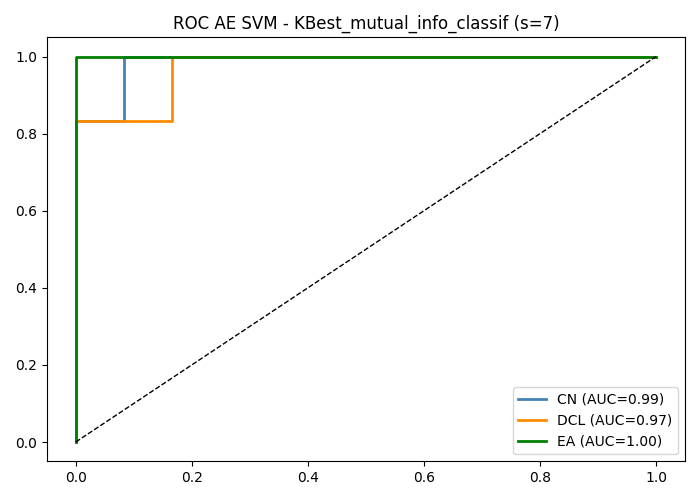 ROC AE SVM - KBest_mutual_info_classif (s=7)
1.0
0.8
0.6
0.4
0.2
0.0
0.0 0.2 0.4 0.6 0.8 1.0
CN (AUC=0.99)
DCL (AUC=0.97)
EA (AUC=1.00)